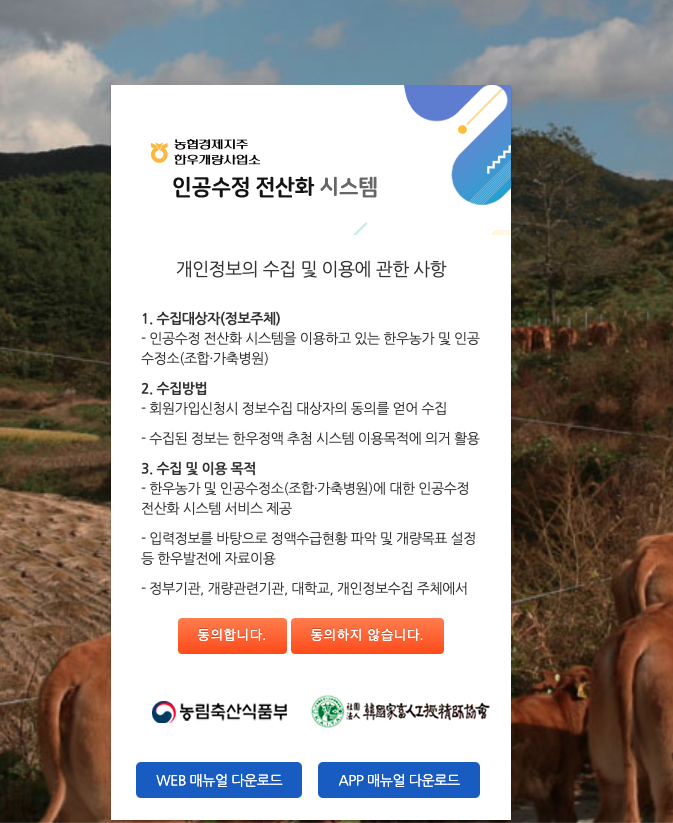 농협경제지주
한우개량사업소
인공수정 전산화 시스템
개인정보의 수집 및 이용에 관한 사항
1. 수집대상자(정보주체)
- 인공수정 전산화 시스템을 이용하고 있는 한우농가 및 인공
수정소(조합·가축병원)
2. 수집방법
- 회원가입신청시 정보수집 대상자의 동의를 얻어 수집
- 수집된 정보는 한우정액 추첨 시스템 이용목적에 의거 활용
3. 수집 및 이용 목적
- 한우농가 및 인공수정소(조합·가축병원)에 대한 인공수정
전산화 시스템 서비스 제공
- 입력정보를 바탕으로 정액수급현황 파악 및 개량목표 설정
등 한우발전에 자료이용
- 정부기관, 개량관련기관, 대학교, 개인정보수집 주체에서
동의합니다. 동의하지 않습니다.
농림축산식품부 社團法人 韓國家畜人工授精師協會
WEB 매뉴얼 다운로드 APP 매뉴얼 다운로드